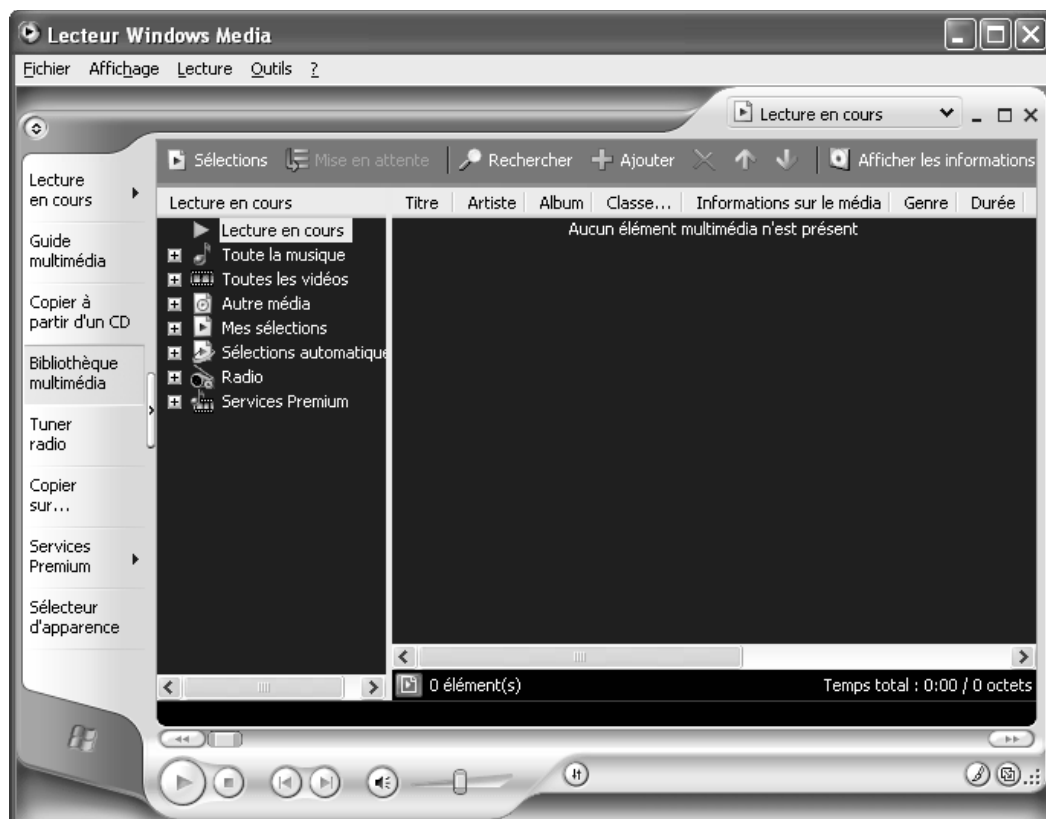 Lecteur Windows Media
Fichier Affichage Lecture Outils ?
Lecture en cours
Sélections Mise en attente Rechercher Ajouter Afficher les informations
Lecture
en cours
Guide
multimédia
Copier à
partir d'un CD
Bibliothèque
multimédia
Tuner
radio
Copier
sur...
Services
Premium
Sélecteur
d'apparence
Lecture en cours
Lecture en cours
Toute la musique
Toutes les vidéos
Autre média
Mes sélections
Sélections automatique
Radio
Services Premium
Titre Artiste Album Classe... Informations sur le média Genre Durée
Aucun élément multimédia n'est présent
0 élément(s) Temps total : 0:00 / 0 octets